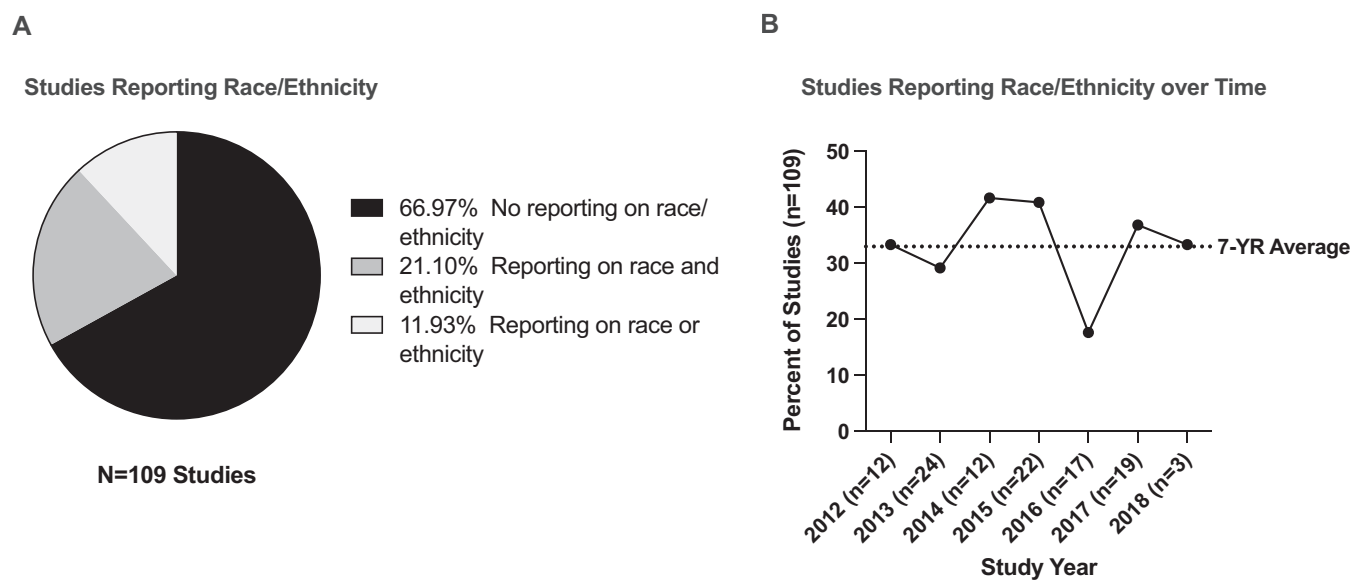 A
Studies Reporting Race/Ethnicity
66.97% No reporting on race/
ethnicity
21.10% Reporting on race and
ethnicity
11.93% Reporting on race or
ethnicity
N=109 Studies
B
Studies Reporting Race/Ethnicity over Time
Percent of Studies (n=109)
50
40
30
20
10
0
7-YR Average
2012 (n=12)
2013 (n=24)
2014 (n=12)
2015 (n=22)
2016 (n=17)
2017 (n=19)
2018 (n=3)
Study Year